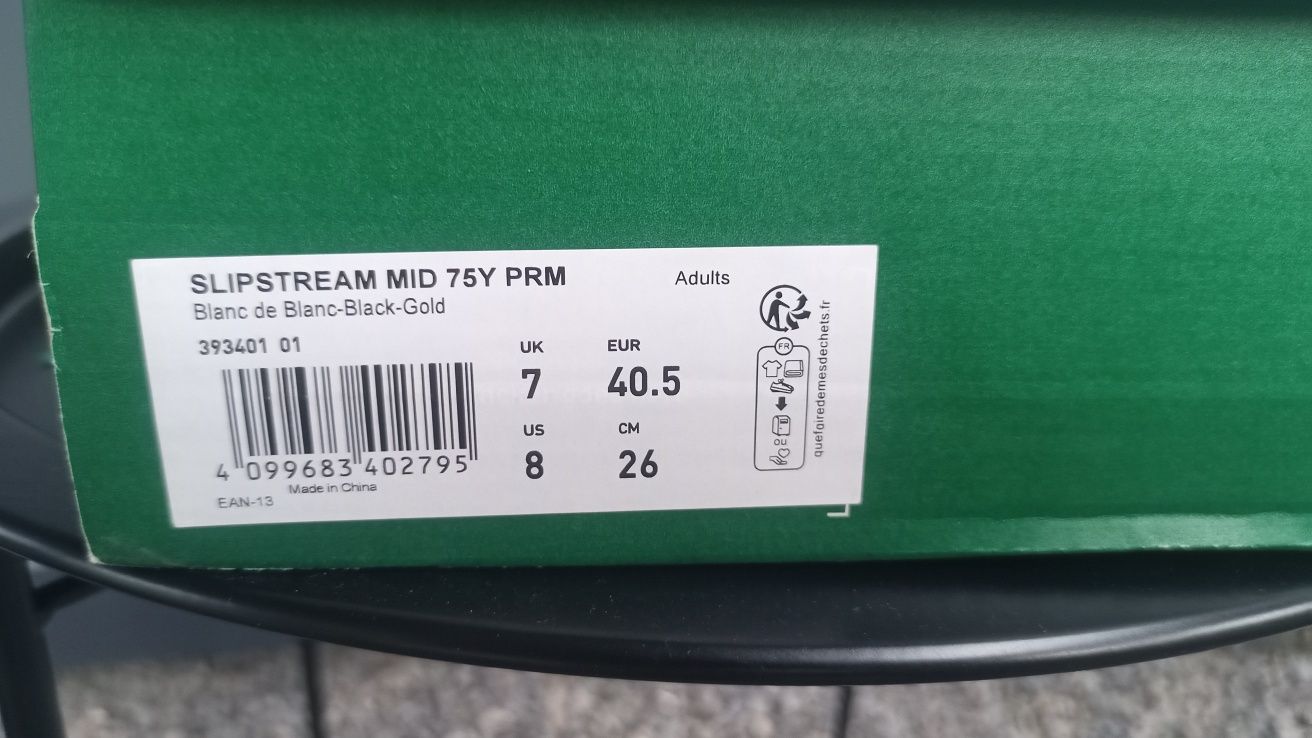 SLIPSTREAM MID 75Y PRM
Adults
Blanc de Blanc-Black-Gold
393401 01
UK
7
EUR
40.5
US
8
CM
26
4 099683 402795
Made in China
EAN-13
FR
OU
quefairedemesdechets.fr